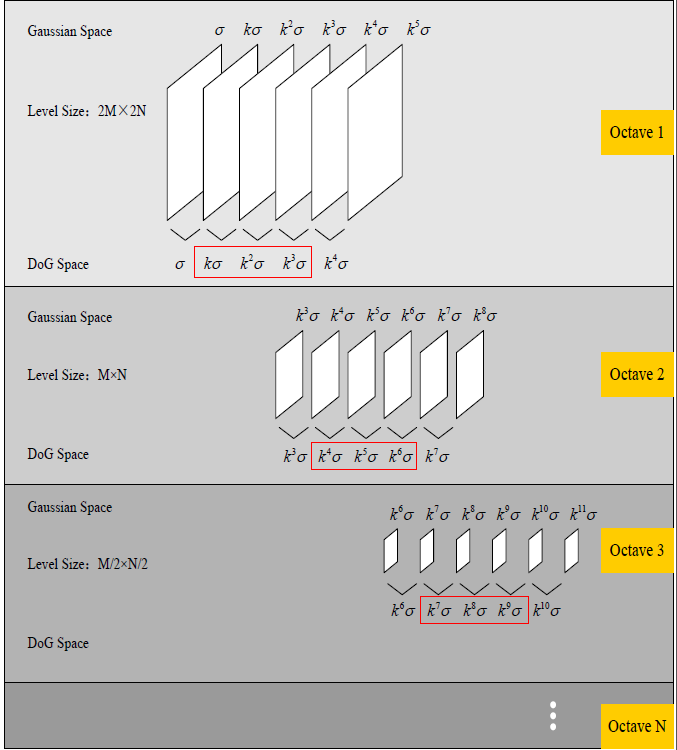 Gaussian Space σ kσ k²σ k³σ k⁴σ k⁵σ
Level Size：2M×2N
Octave 1
DoG Space σ kσ k²σ k³σ k⁴σ
Gaussian Space k³σ k⁴σ k⁵σ k⁶σ k⁷σ k⁸σ
Level Size：M×N
Octave 2
DoG Space k³σ k⁴σ k⁵σ k⁶σ k⁷σ
Gaussian Space k⁶σ k⁷σ k⁸σ k⁹σ k¹⁰σ k¹¹σ
Octave 3
Level Size：M/2×N/2
k⁶σ k⁷σ k⁸σ k⁹σ k¹⁰σ
DoG Space
Octave N